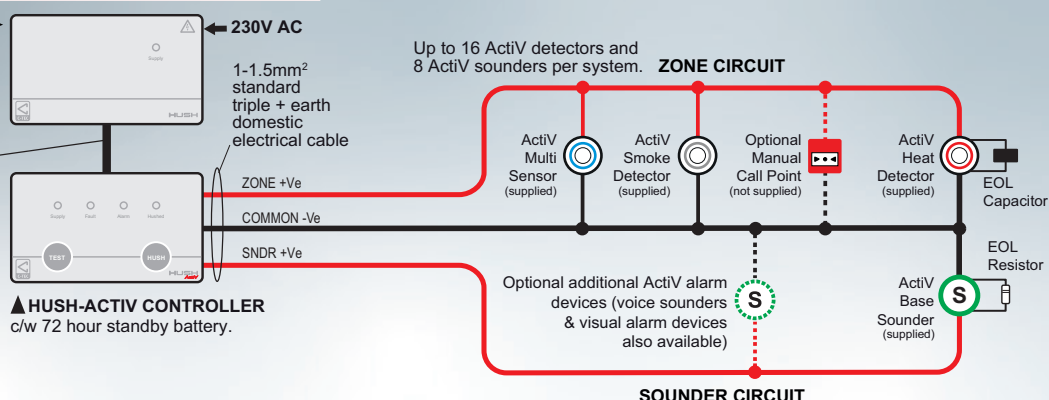 230V AC
Supply
HUSH
1-1.5mm²
standard
triple + earth
domestic
electrical cable
Up to 16 ActiV detectors and
8 ActiV sounders per system. ZONE CIRCUIT
ActiV
Multi
Sensor
(supplied)
ActiV
Smoke
Detector
(supplied)
Optional
Manual
Call Point
(not supplied)
ActiV
Heat
Detector
(supplied)
EOL
Capacitor
ZONE +Ve
COMMON -Ve
SNDR +Ve
Supply
Fault
Alarm
Hushed
TEST
HUSH
HUSH
ActiV
HUSH-ACTIV CONTROLLER
c/w 72 hour standby battery.
Optional additional ActiV alarm
devices (voice sounders
& visual alarm devices
also available)
S
ActiV
Base
Sounder
(supplied)
S
EOL
Resistor
SOUNDER CIRCUIT